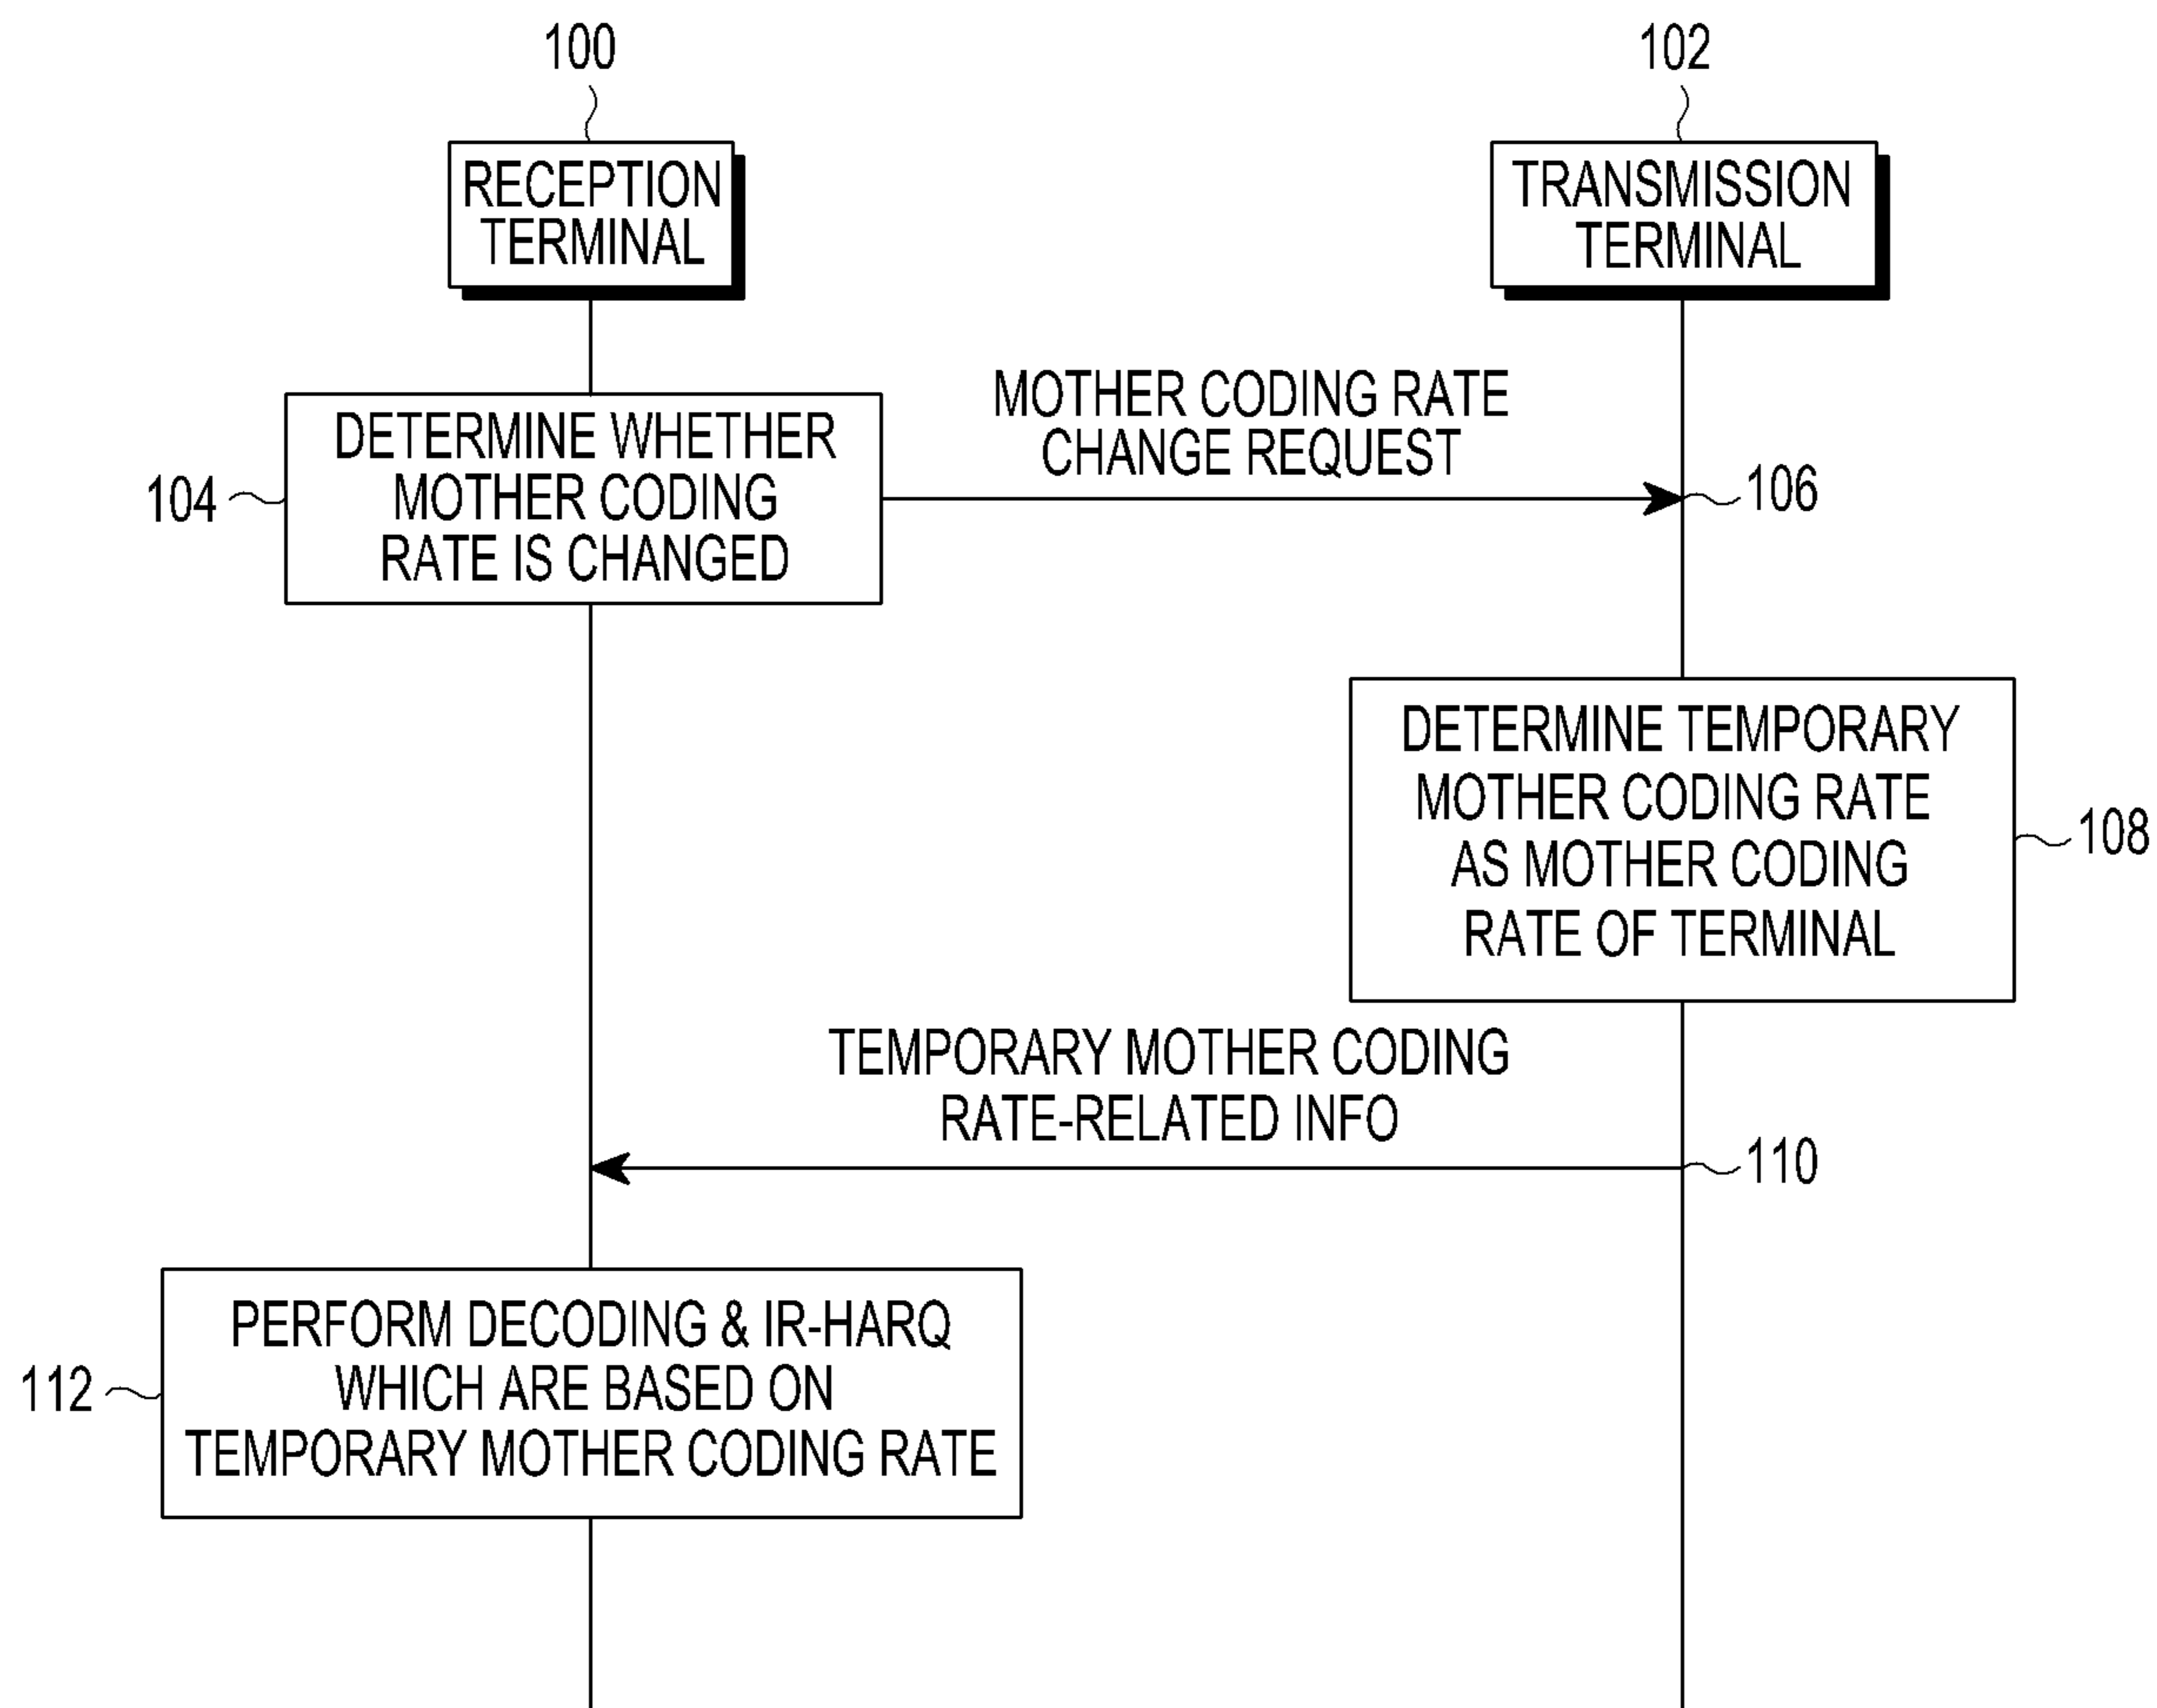 100
102
RECEPTION
TERMINAL
TRANSMISSION
TERMINAL
MOTHER CODING RATE
CHANGE REQUEST
DETERMINE WHETHER
MOTHER CODING
RATE IS CHANGED
104
106
DETERMINE TEMPORARY
MOTHER CODING RATE
AS MOTHER CODING
RATE OF TERMINAL
108
TEMPORARY MOTHER CODING
RATE-RELATED INFO
110
PERFORM DECODING & IR-HARQ
WHICH ARE BASED ON
TEMPORARY MOTHER CODING RATE
112